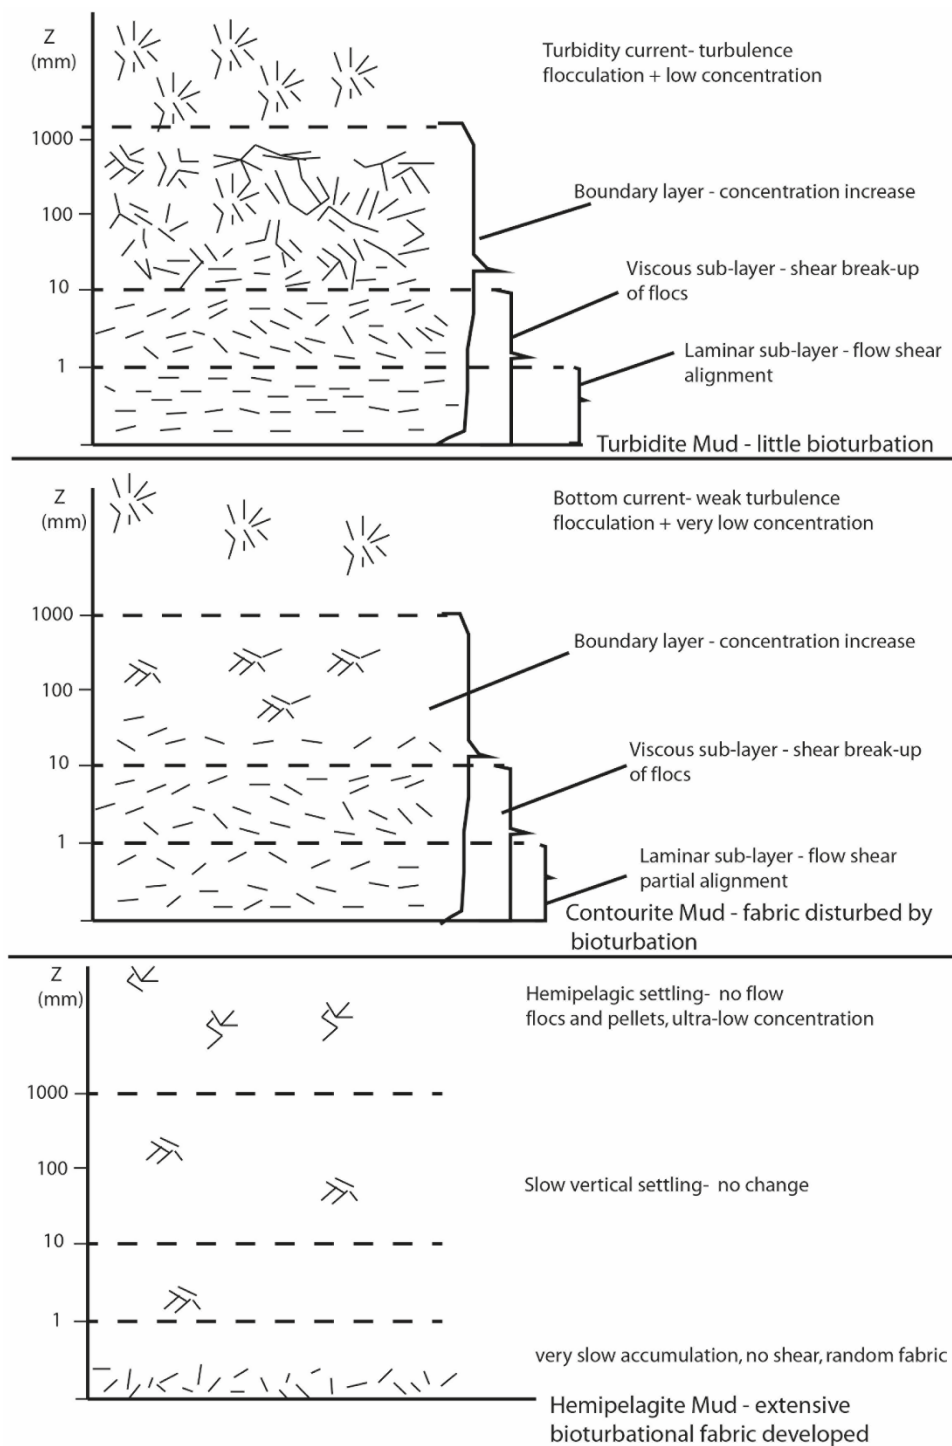 Z
(mm)
Turbidity current- turbulence
flocculation + low concentration
1000
Boundary layer - concentration increase
100
Viscous sub-layer - shear break-up
of flocs
10
Laminar sub-layer - flow shear
alignment
1
Turbidite Mud - little bioturbation
Z
(mm)
Bottom current- weak turbulence
flocculation + very low concentration
1000
Boundary layer - concentration increase
100
Viscous sub-layer - shear break-up
of flocs
10
1
Laminar sub-layer - flow shear
partial alignment
Contourite Mud - fabric disturbed by
bioturbation
Z
(mm)
Hemipelagic settling- no flow
flocs and pellets, ultra-low concentration
1000
100
Slow vertical settling- no change
10
1
very slow accumulation, no shear, random fabric
Hemipelagite Mud - extensive
bioturbational fabric developed